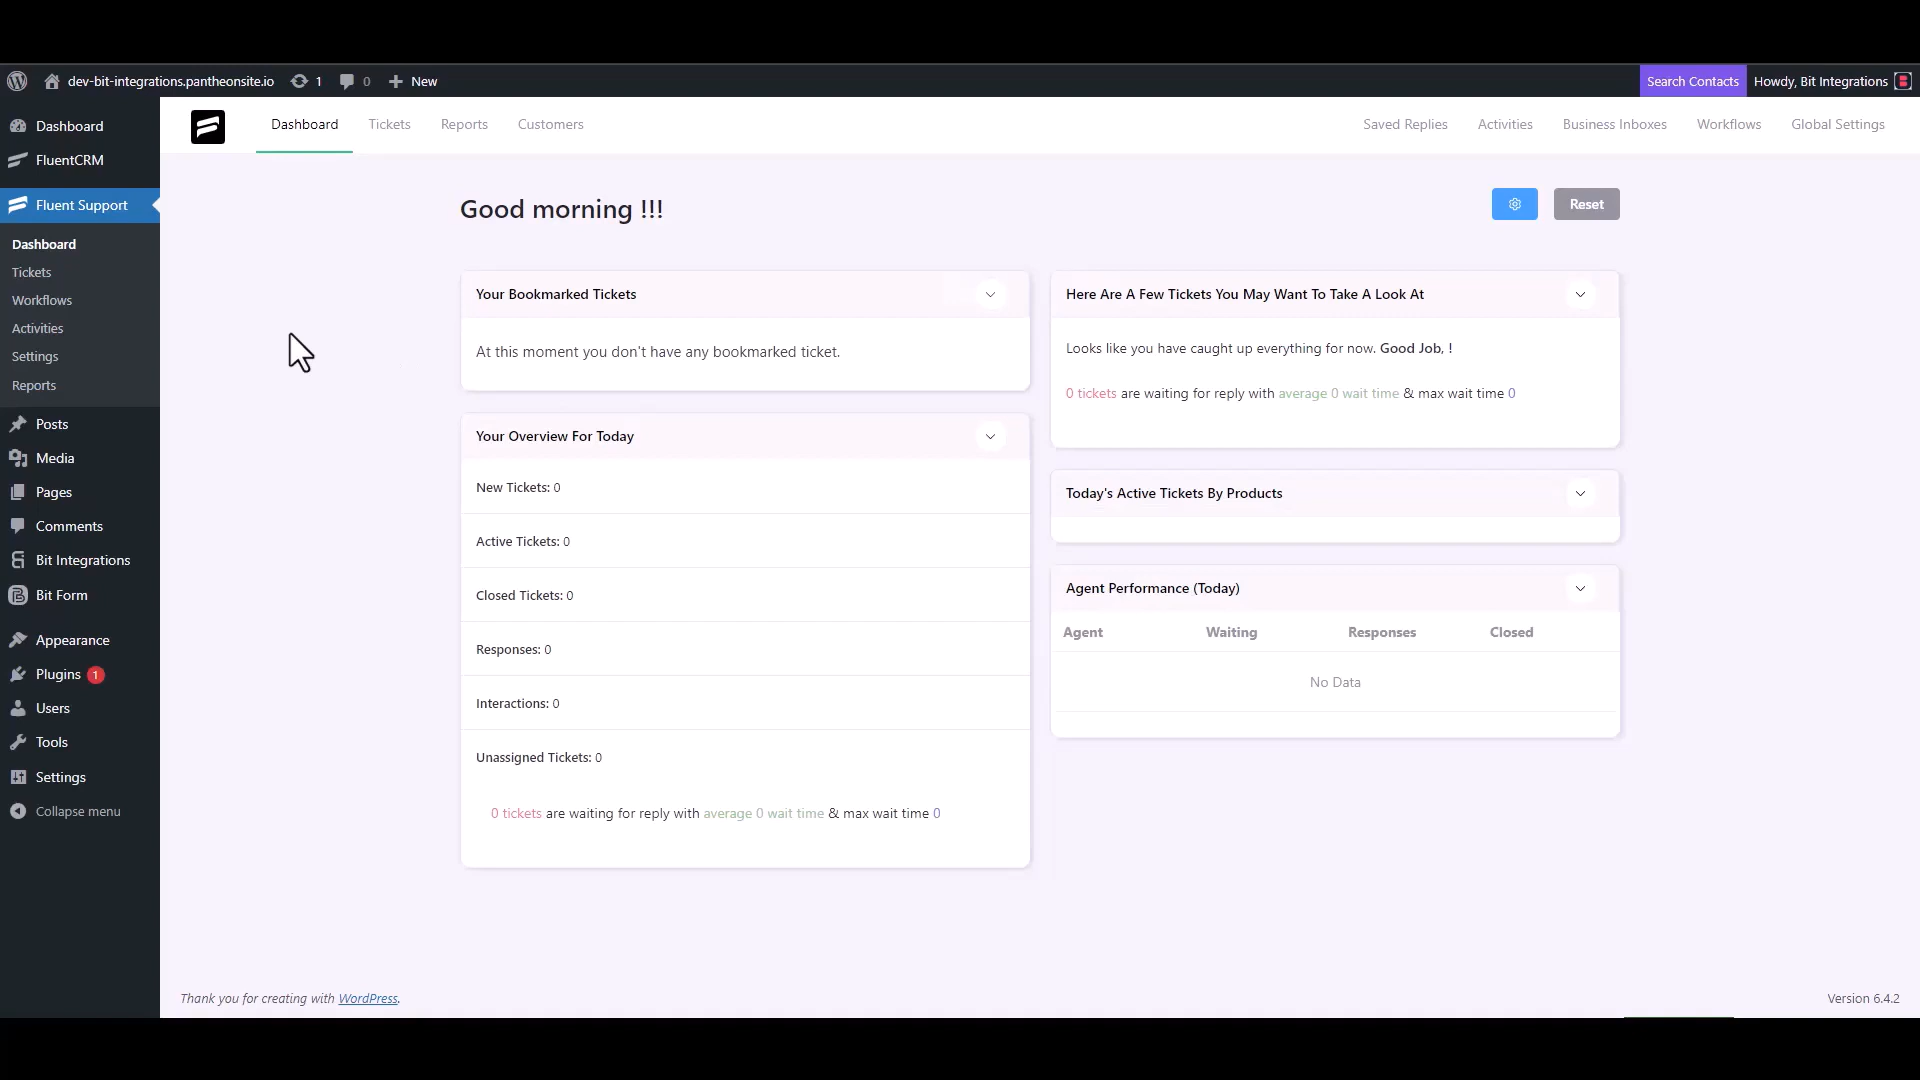 dev-bit-integrations.pantheonsite.io 1 0 New Search Contacts Howdy, Bit Integrations
Dashboard
FluentCRM
Fluent Support
Dashboard
Tickets
Workflows
Activities
Settings
Reports
Posts
Media
Pages
Comments
Bit Integrations
Bit Form
Appearance
Plugins 1
Users
Tools
Settings
Collapse menu
Dashboard Tickets Reports Customers Saved Replies Activities Business Inboxes Workflows Global Settings
Good morning !!!
Reset
Your Bookmarked Tickets
At this moment you don't have any bookmarked ticket.
Your Overview For Today
New Tickets: 0
Active Tickets: 0
Closed Tickets: 0
Responses: 0
Interactions: 0
Unassigned Tickets: 0
0 tickets are waiting for reply with average 0 wait time & max wait time 0
Here Are A Few Tickets You May Want To Take A Look At
Looks like you have caught up everything for now. Good Job, !
0 tickets are waiting for reply with average 0 wait time & max wait time 0
Today's Active Tickets By Products
Agent Performance (Today)
Agent Waiting Responses Closed
No Data
Thank you for creating with WordPress.
Version 6.4.2